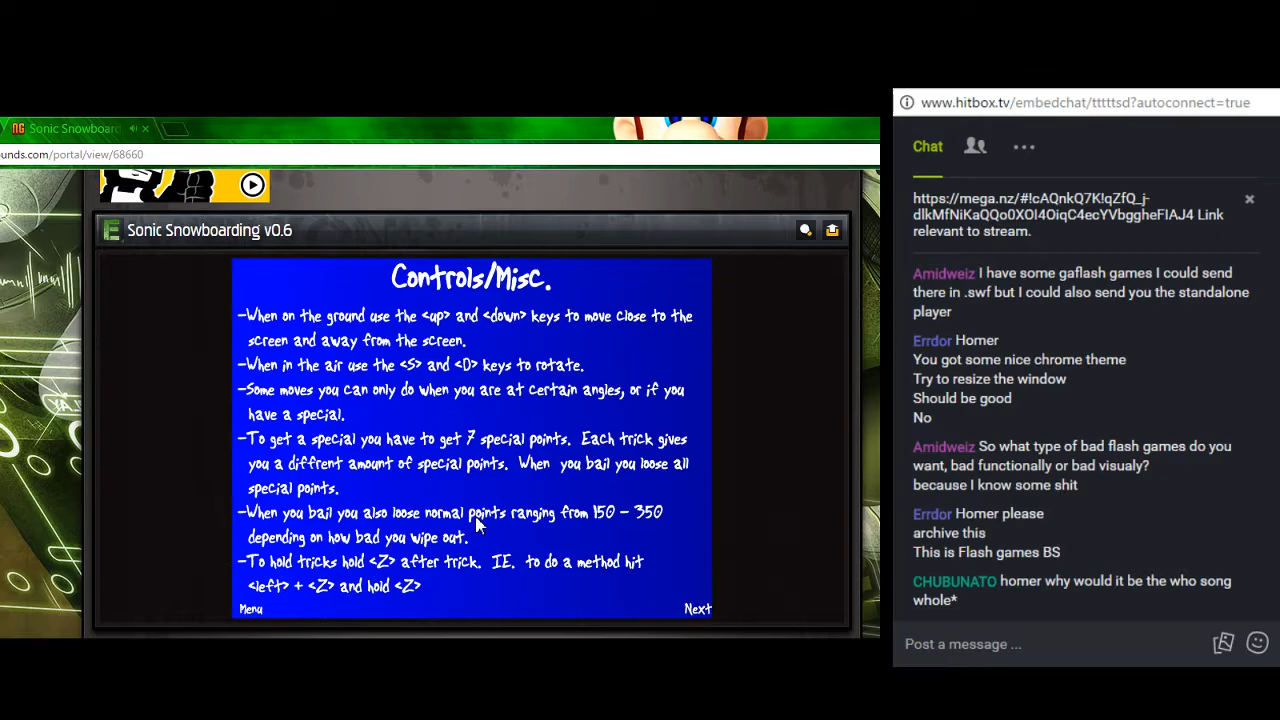 Sonic Snowboard
unds.com/portal/view/68660
Sonic Snowboarding v0.6
Controls/Misc.
-When on the ground use the <up> and <down> keys to move close to the
screen and away from the screen.
-When in the air use the <S> and <D> keys to rotate.
-Some moves you can only do when you are at certain angles, or if you
have a special.
-To get a special you have to get 7 special points. Each trick gives
you a diffrent amount of special points. When you bail you loose all
special points.
-When you bail you also loose normal points ranging from 150 - 350
depending on how bad you wipe out.
-To hold tricks hold <Z> after trick. IE. to do a method hit
<left> + <Z> and hold <Z>
Menu
Next
www.hitbox.tv/embedchat/tttttsd?autoconnect=true
Chat
https://mega.nz/#!cAQnkQ7K!qZfQ_j-
dlkMfNiKaQQo0XOI4OiqC4ecYVbggheFIAJ4 Link
relevant to stream.
Amidweiz I have some gaflash games I could send
there in .swf but I could also send you the standalone
player
Errdor Homer
You got some nice chrome theme
Try to resize the window
Should be good
No
Amidweiz So what type of bad flash games do you
want, bad functionally or bad visualy?
because I know some shit
Errdor Homer please
archive this
This is Flash games BS
CHUBUNATO homer why would it be the who song
whole*
Post a message ...